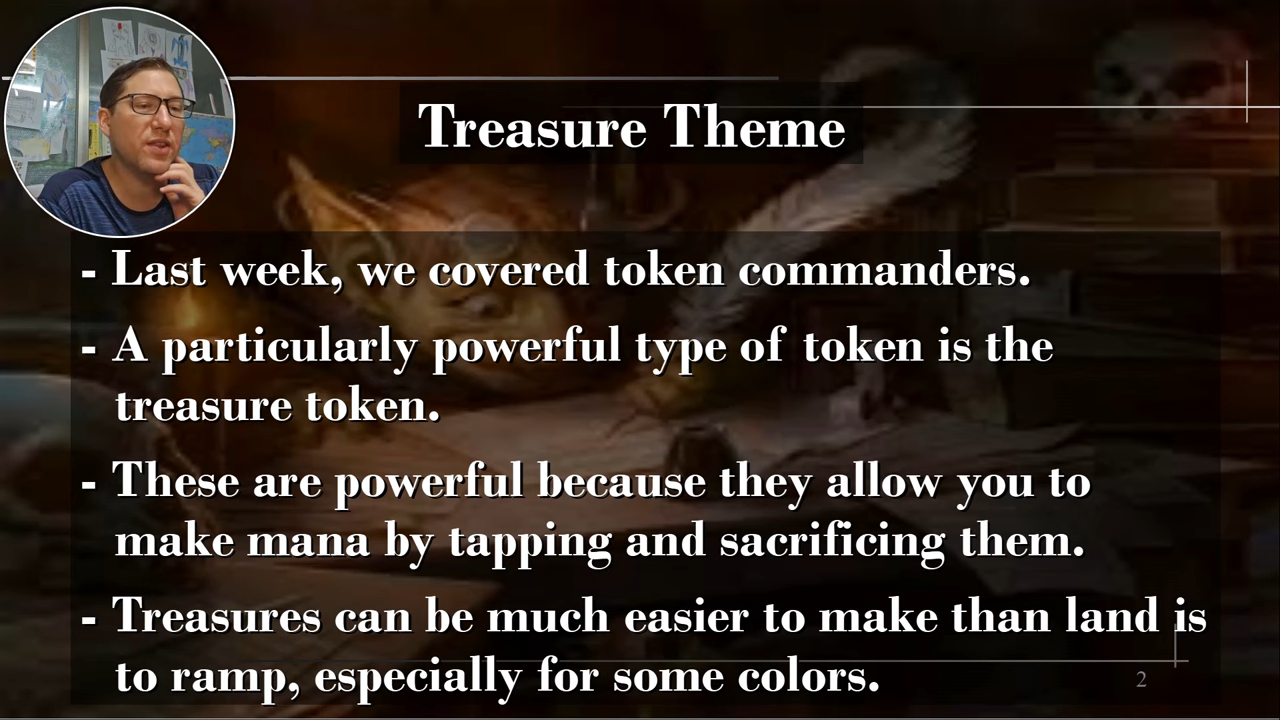 Treasure Theme
- Last week, we covered token commanders.
- A particularly powerful type of token is the
treasure token.
- These are powerful because they allow you to
make mana by tapping and sacrificing them.
- Treasures can be much easier to make than land is
to ramp, especially for some colors.
2